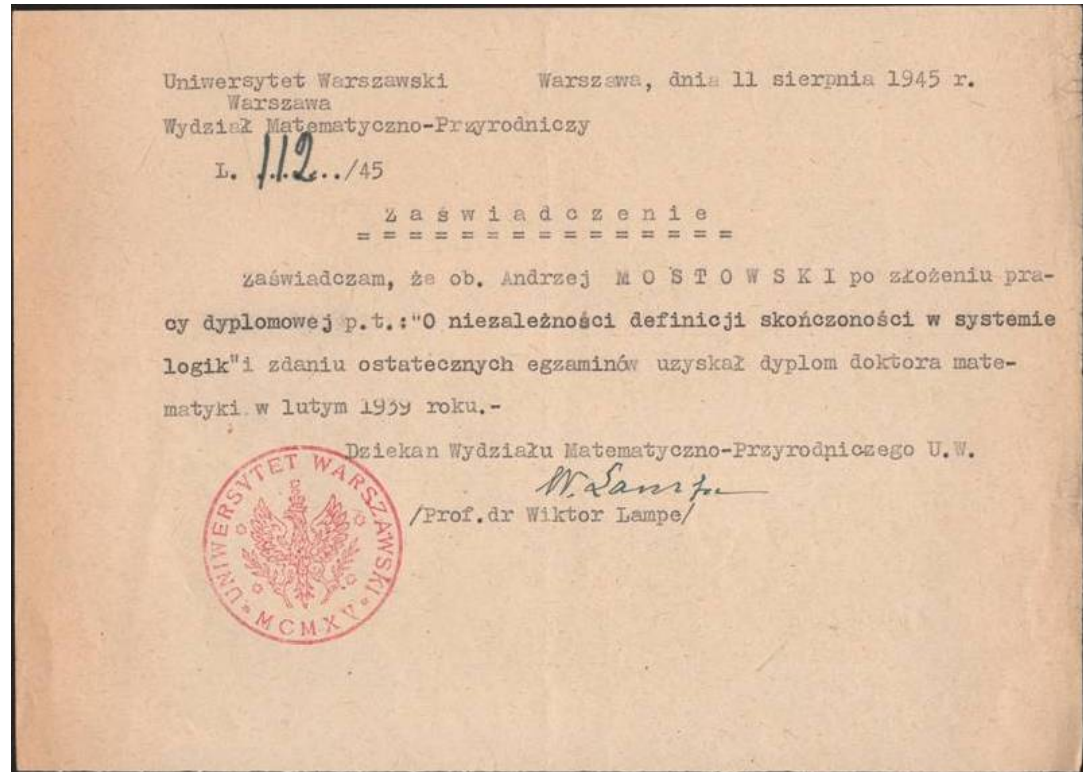 Uniwersytet Warszawski Warszawa, dnia 11 sierpnia 1945 r.
Warszawa
Wydział Matematyczno-Przyrodniczy
L. 112../45
Zaświadczenie
===============
Zaświadczam, że ob. Andrzej MOSTOWSKI po złożeniu pra-
cy dyplomowej p.t.:"O niezależności definicji skończoności w systemie
logik"i zdaniu ostatecznych egzaminów uzyskał dyplom doktora mate-
matyki w lutym 1939 roku.-
Dziekan Wydziału Matematyczno-Przyrodniczego U.W.
W. Lampe
/Prof.dr Wiktor Lampe/
UNIWERSYTET WARSZAWSKI
MCMXV